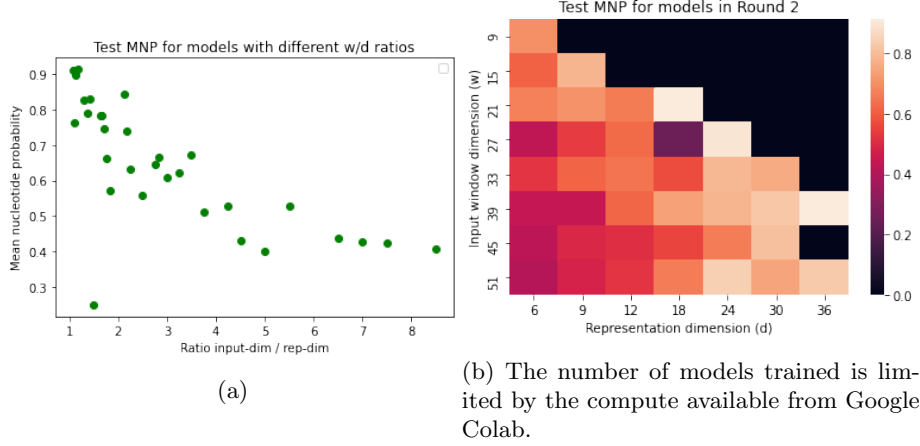 Test MNP for models with different w/d ratios
Mean nucleotide probability
0.9
0.8
0.7
0.6
0.5
0.4
0.3
1 2 3 4 5 6 7 8
Ratio input-dim / rep-dim
(a)
Test MNP for models in Round 2
Input window dimension (w)
9
15
21
27
33
39
45
51
6 9 12 18 24 30 36
Representation dimension (d)
0.8
0.6
0.4
0.2
0.0
(b) The number of models trained is lim-
ited by the compute available from Google
Colab.